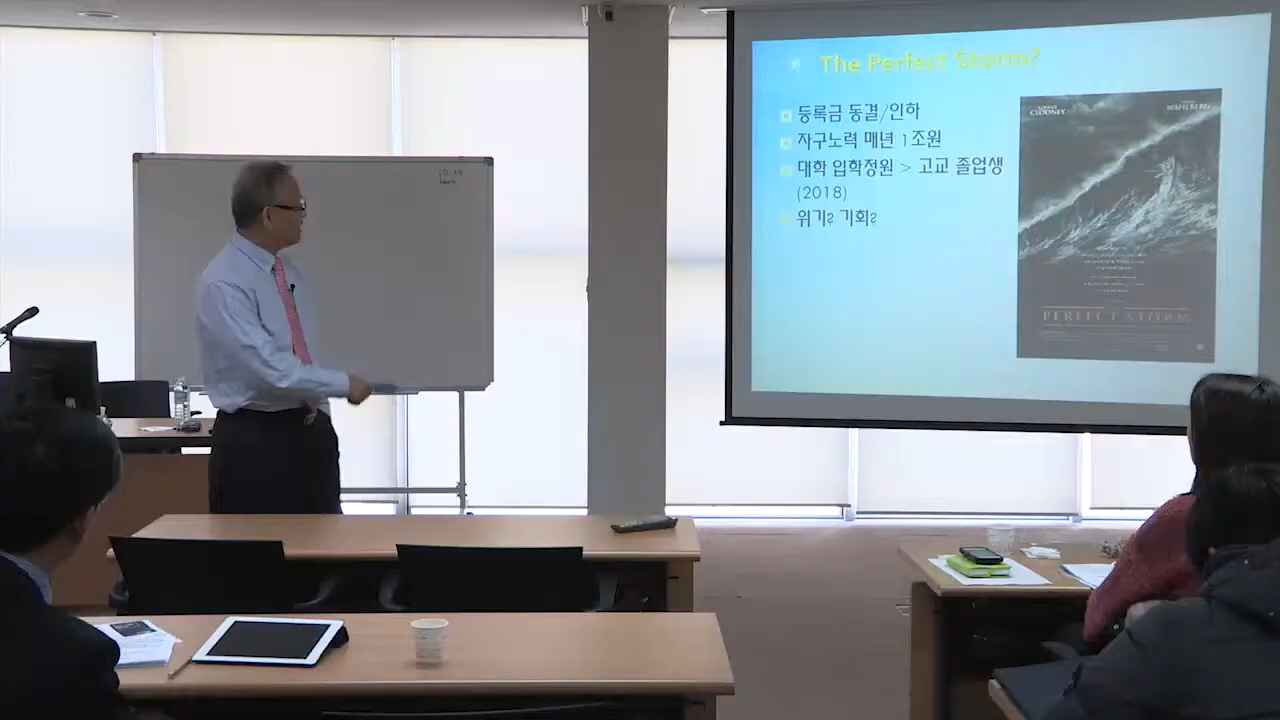 The Perfect Storm?
등록금 동결/인하
자구노력 매년 1조원
대학 입학정원 > 고교 졸업생
(2018)
위기? 기회?
CLOONEY
WAHLBERG
PERFECT STORM